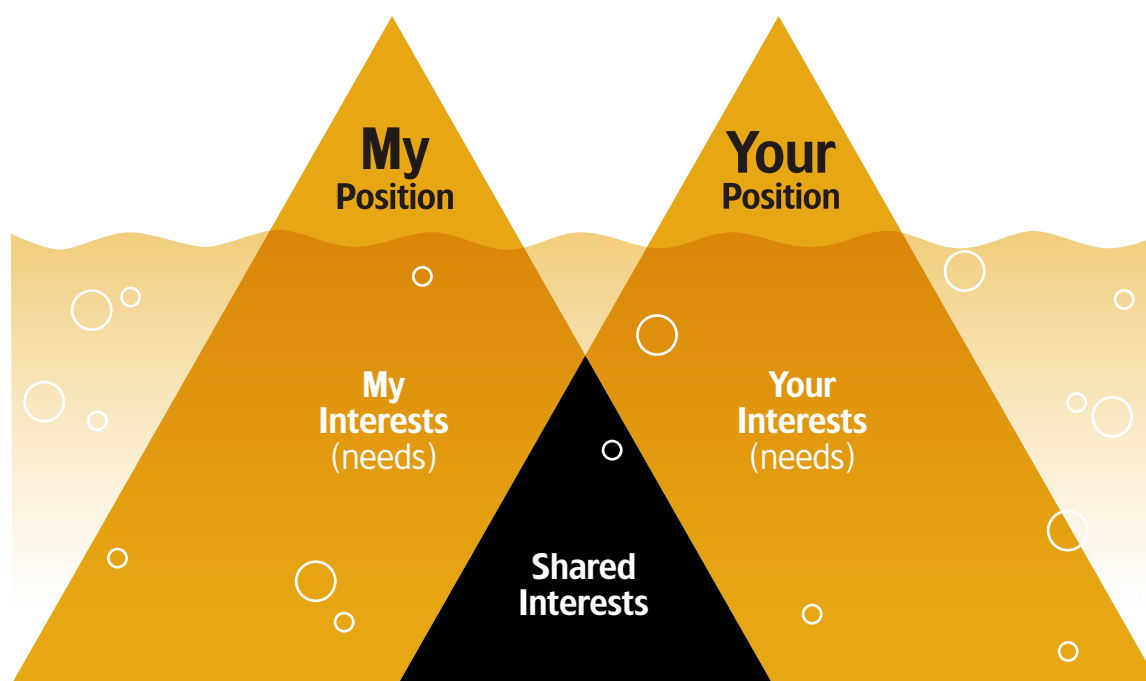 My
Position
Your
Position
My
Interests
(needs)
Your
Interests
(needs)
Shared
Interests